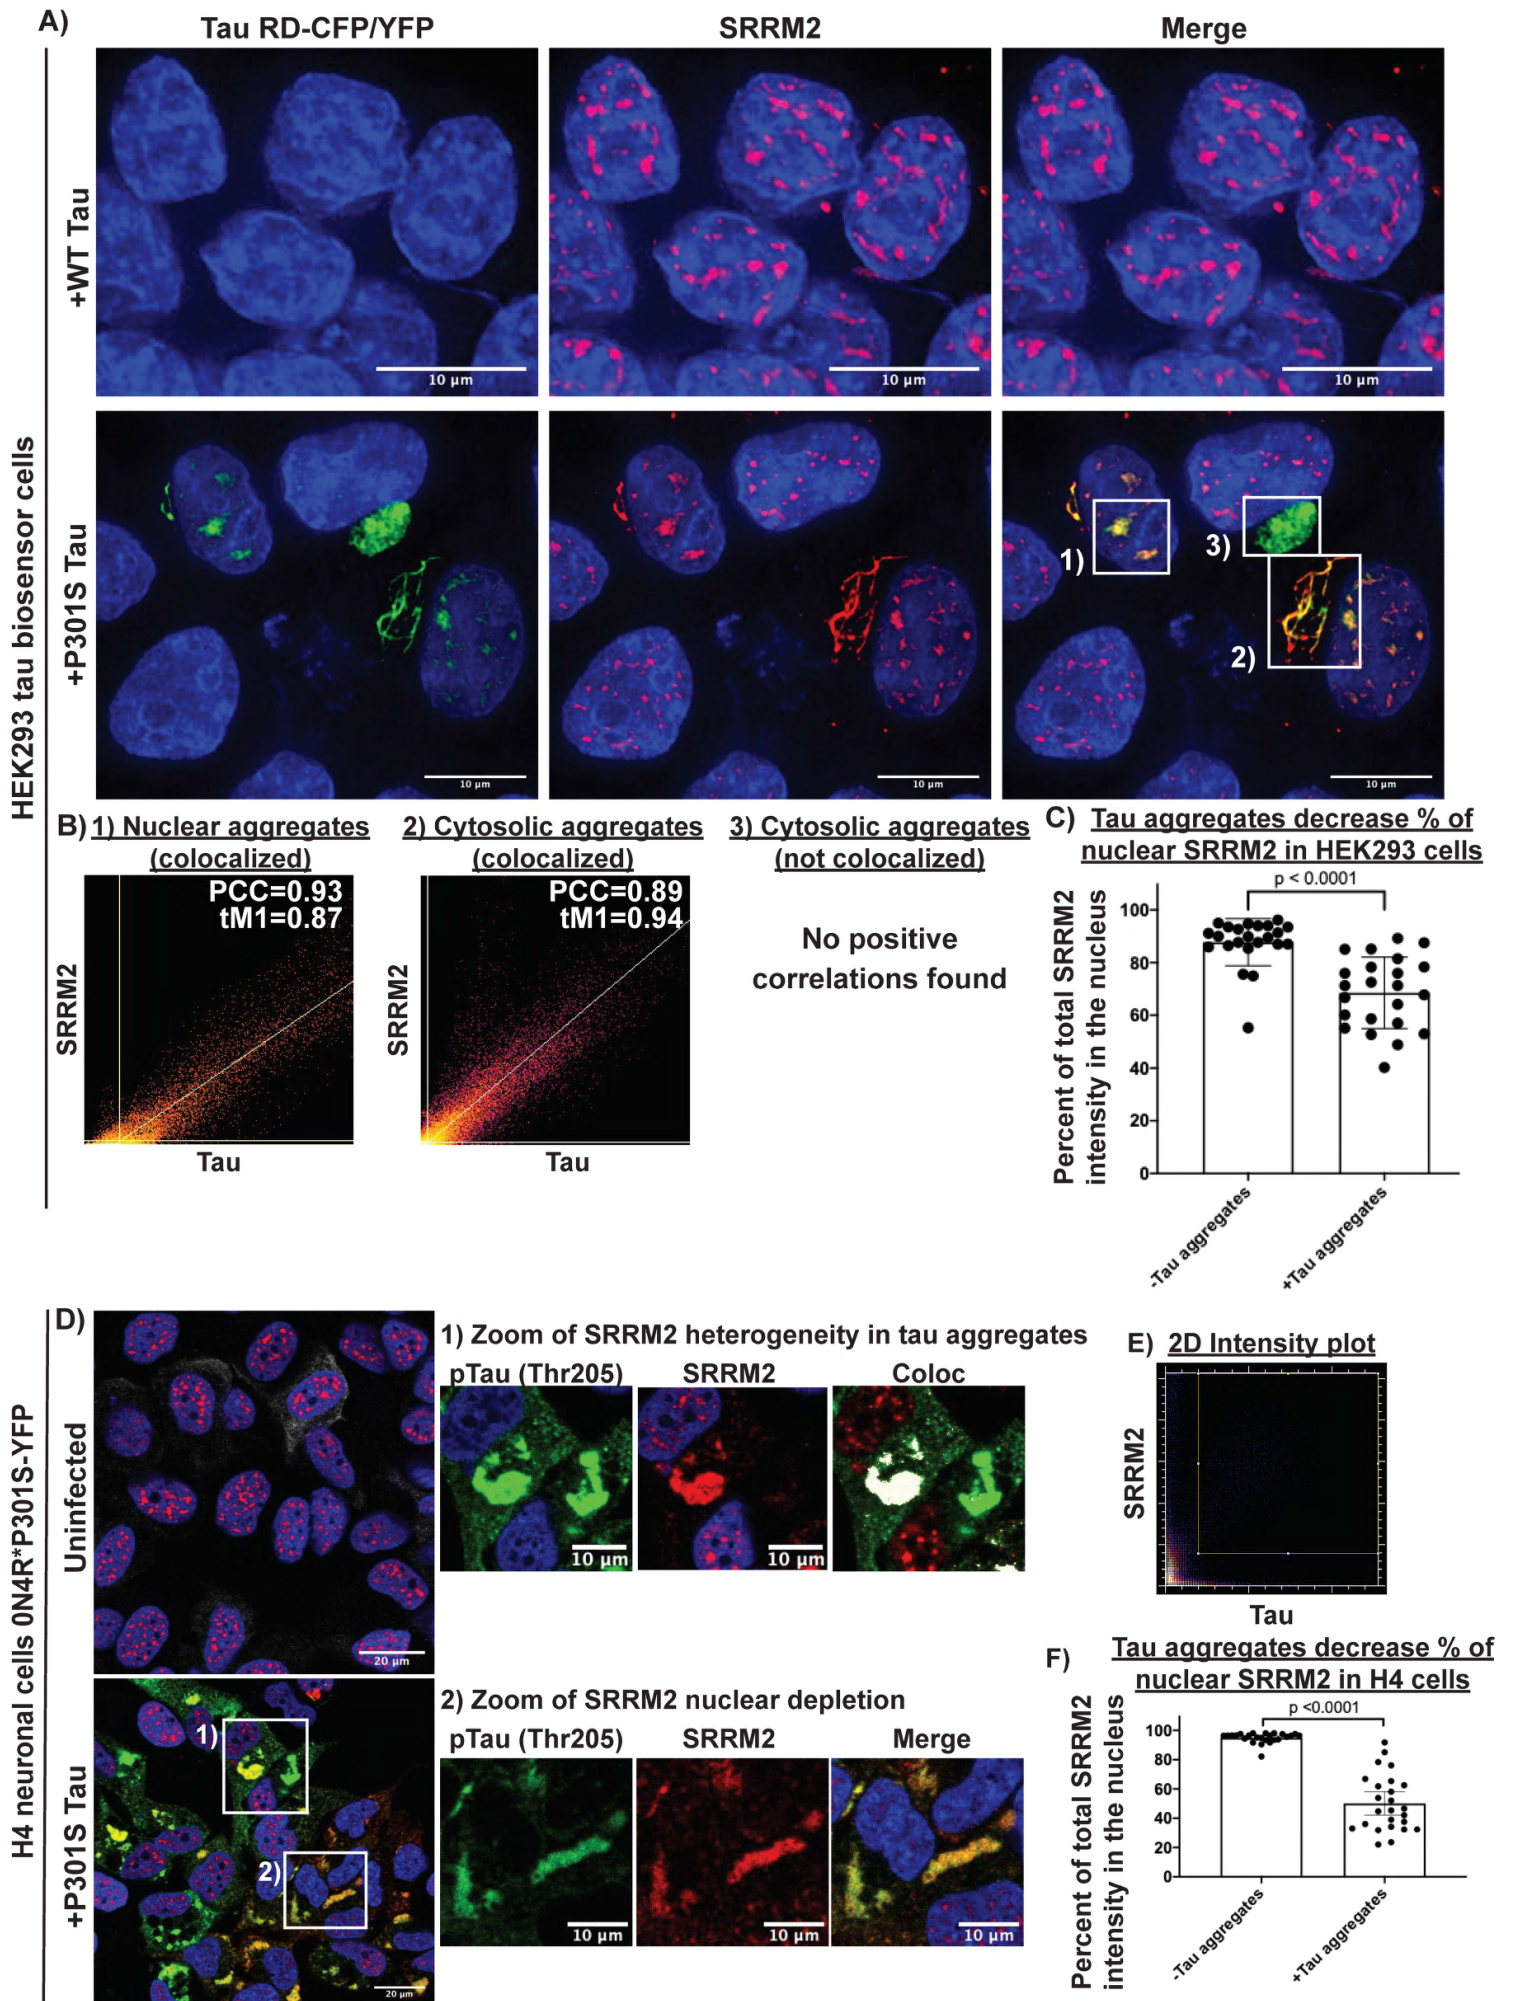 A)
Tau RD-CFP/YFP
SRRM2
Merge
HEK293 tau biosensor cells
+WT Tau
10 µm
10 µm
10 µm
+P301S Tau
1)
3)
2)
10 µm
10 µm
10 µm
B)
1) Nuclear aggregates
(colocalized)
PCC=0.93
tM1=0.87
SRRM2
Tau
2) Cytosolic aggregates
(colocalized)
PCC=0.89
tM1=0.94
SRRM2
Tau
3) Cytosolic aggregates
(not colocalized)
No positive
correlations found
C)
Tau aggregates decrease % of
nuclear SRRM2 in HEK293 cells
p < 0.0001
Percent of total SRRM2
intensity in the nucleus
100
80
60
40
20
0
-Tau aggregates
+Tau aggregates
H4 neuronal cells 0N4R*P301S-YFP
D)
Uninfected
20 µm
+P301S Tau
1)
2)
20 µm
1) Zoom of SRRM2 heterogeneity in tau aggregates
pTau (Thr205)
SRRM2
Coloc
10 µm
10 µm
2) Zoom of SRRM2 nuclear depletion
pTau (Thr205)
SRRM2
Merge
10 µm
10 µm
10 µm
E)
2D Intensity plot
SRRM2
Tau
F)
Tau aggregates decrease % of
nuclear SRRM2 in H4 cells
p <0.0001
Percent of total SRRM2
intensity in the nucleus
100
80
60
40
20
0
-Tau aggregates
+Tau aggregates